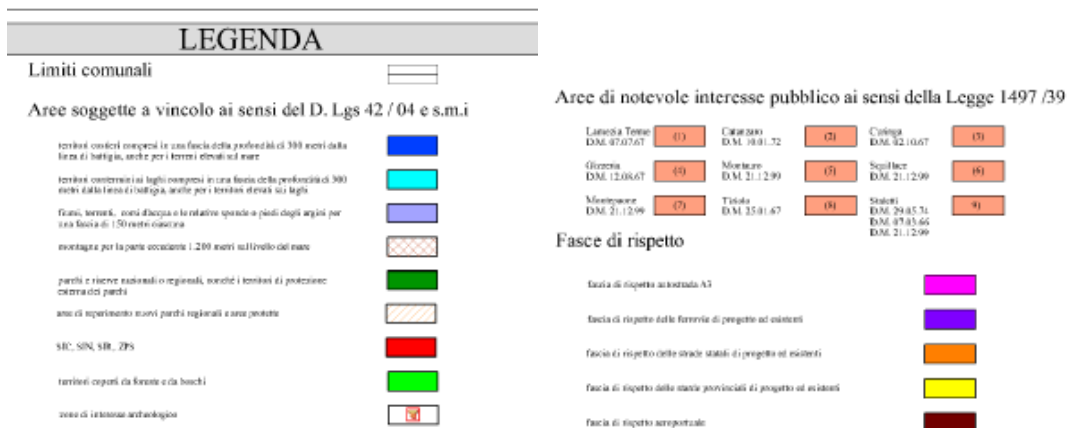 LEGENDA
Limiti comunali
Aree soggette a vincolo ai sensi del D. Lgs 42 / 04 e s.m.i
territori costieri compresi in una fascia della profondità di 300 metri dalla
linea di battigia, anche per i terreni elevati sul mare
territori contermini ai laghi compresi in una fascia della profondità di 300
metri dalla linea di battigia, anche per i territori elevati sui laghi
fiumi, torrenti, corsi d'acqua e le relative sponde o piedi degli argini per
una fascia di 150 metri ciascuna
montagne per la parte eccedente 1.200 metri sul livello del mare
parchi e riserve nazionali o regionali, nonché i territori di protezione
esterna dei parchi
aree di reperimento nuovi parchi regionali e aree protette
SIC, SIN, SIR, ZPS
territori coperti da foreste e da boschi
zone di interesse archeologico
Aree di notevole interesse pubblico ai sensi della Legge 1497 /39
Lamezia Terme (1) Catanzaro (2) Curinga (3)
D.M. 07.07.67 D.M. 10.01.72 D.M. 02.10.67
Gizzeria (4) Montauro (5) Squillace (6)
D.M. 12.08.67 D.M. 21.12.99 D.M. 21.12.99
Montepaone (7) Tiriolo (8) Staletti 9)
D.M. 21.12.99 D.M. 25.01.67 D.M. 29.05.74
D.M. 07.03.66
D.M. 21.12.99
Fasce di rispetto
fascia di rispetto autostrada A3
fascia di rispetto delle ferrovie di progetto ed esistenti
fascia di rispetto delle strade statali di progetto ed esistenti
fascia di rispetto delle provinciali di progetto ed esistenti
fascia di rispetto aeroportuale